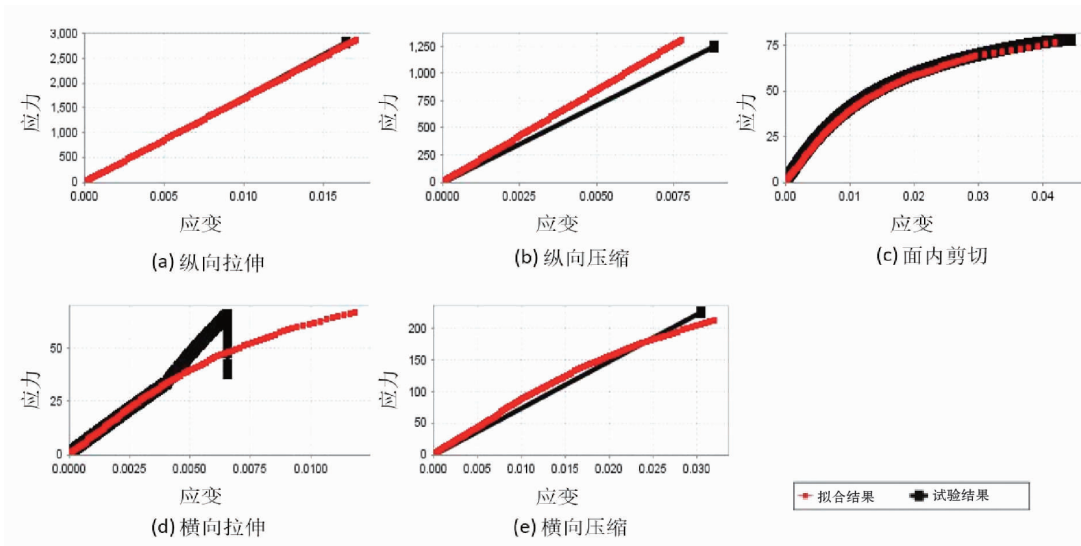 3,000
2,500
2,000
1,500
1,000
500
0
应力
0.000 0.005 0.010 0.015
应变
(a) 纵向拉伸
1,250
1,000
750
500
250
0
应力
0.0000 0.0025 0.0050 0.0075
应变
(b) 纵向压缩
75
50
25
0
应力
0.00 0.01 0.02 0.03 0.04
应变
(c) 面内剪切
50
25
0
应力
0.0000 0.0025 0.0050 0.0075 0.0100
应变
(d) 横向拉伸
200
150
100
50
0
应力
0.000 0.005 0.010 0.015 0.020 0.025 0.030
应变
(e) 横向压缩
拟合结果 试验结果